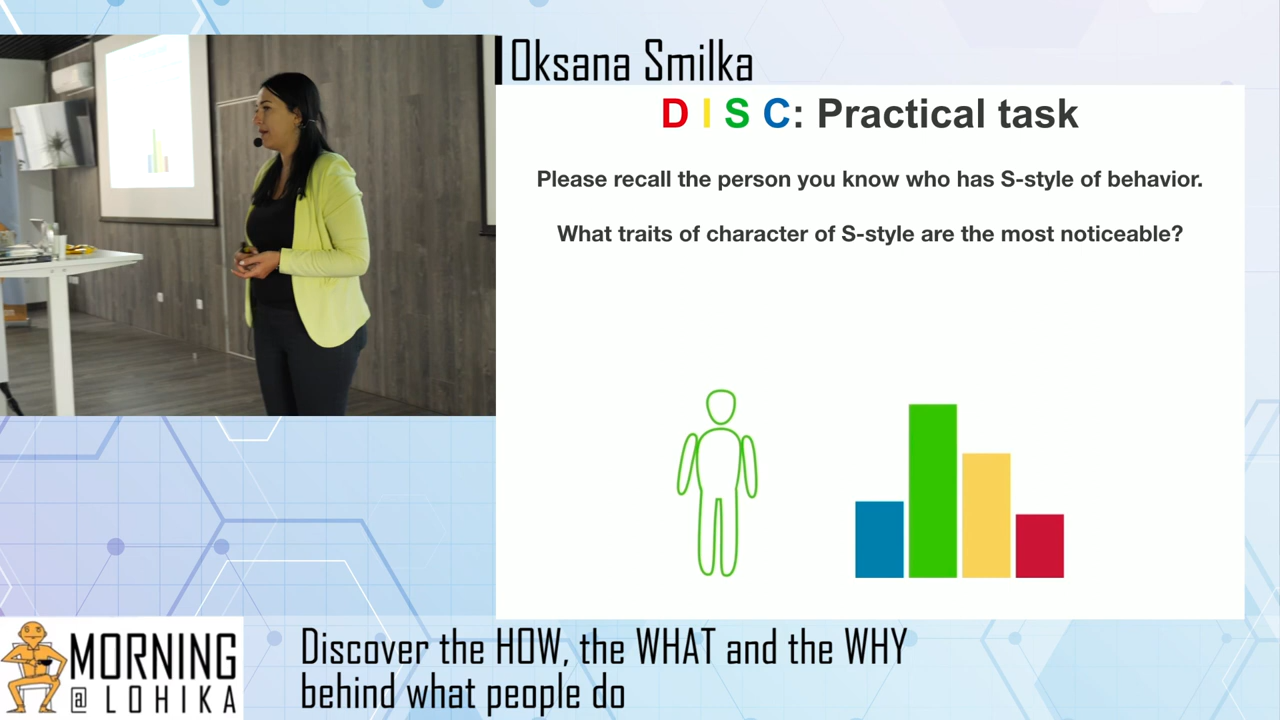 Oksana Smilka
D I S C: Practical task
Please recall the person you know who has S-style of behavior.
What traits of character of S-style are the most noticeable?
MORNING
@ LOHIKA
Discover the HOW, the WHAT and the WHY
behind what people do